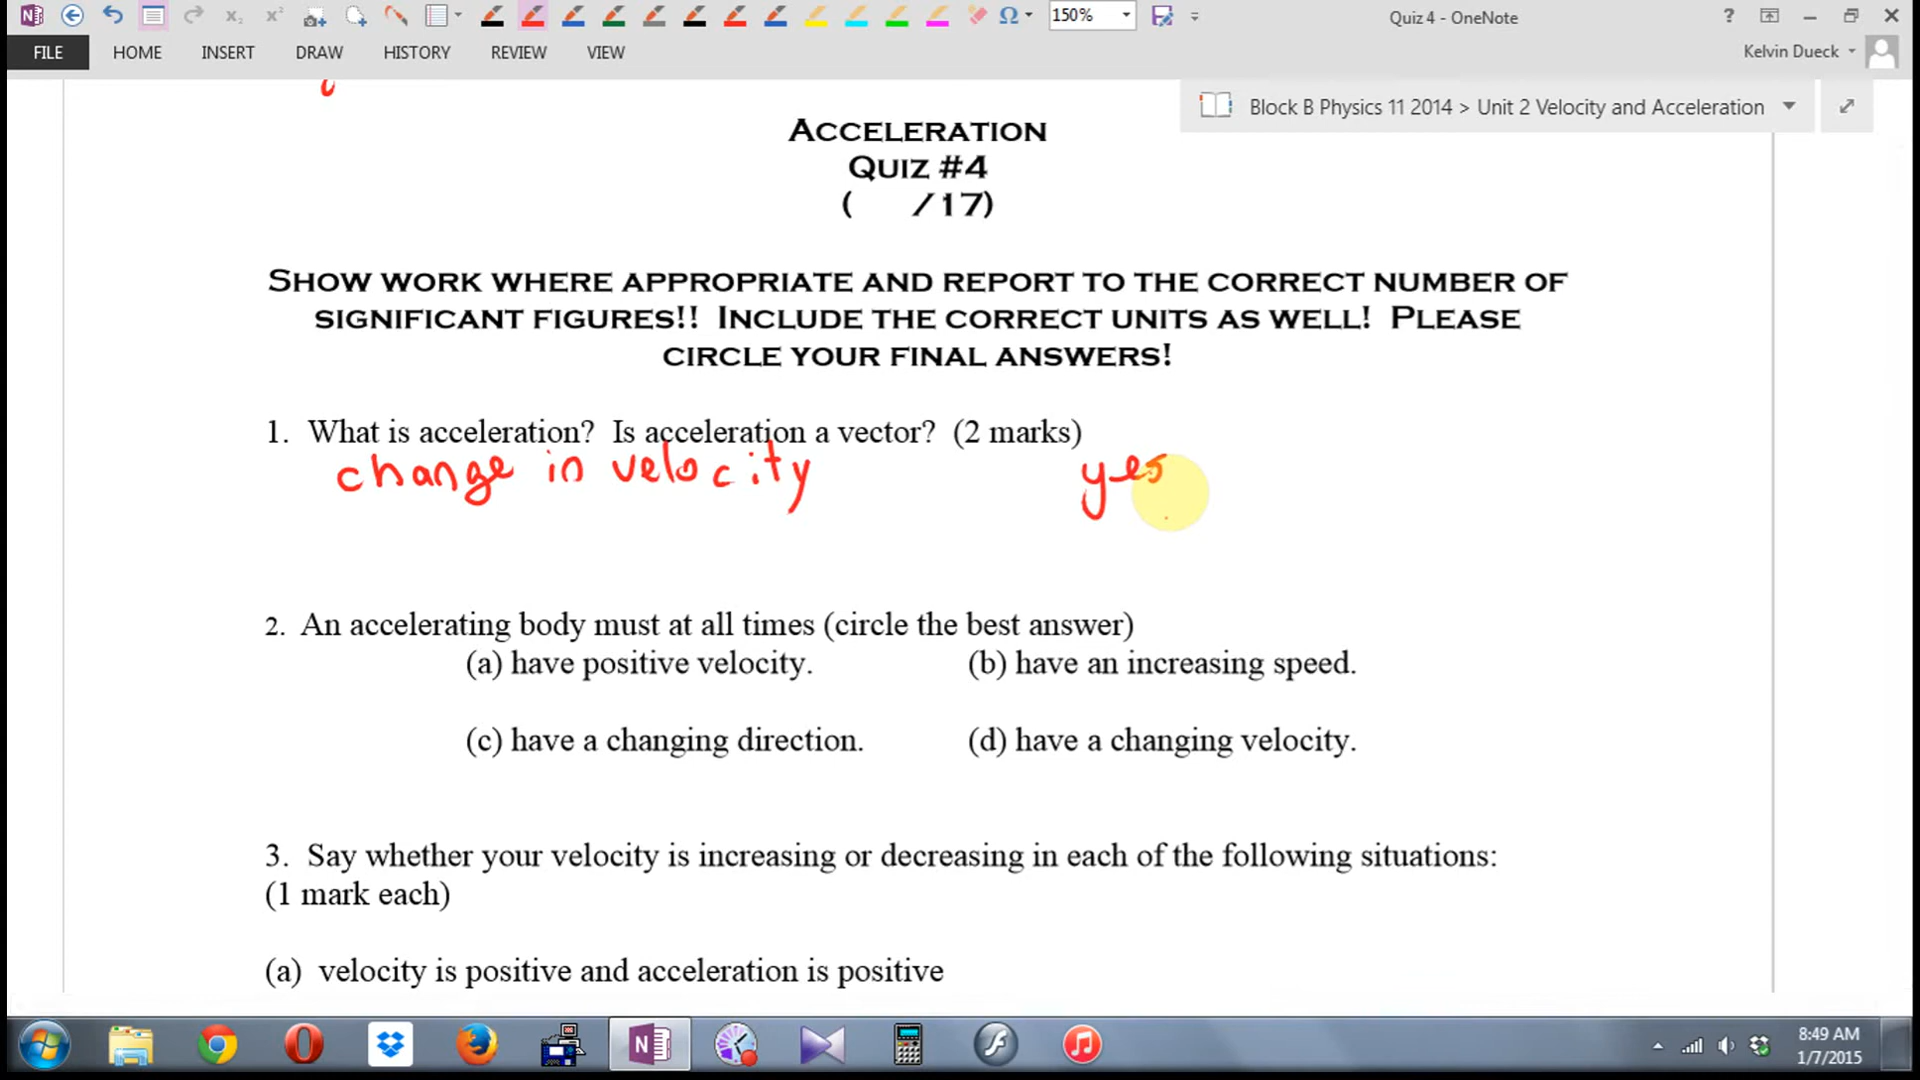 150%
Quiz 4 - OneNote
FILE HOME INSERT DRAW HISTORY REVIEW VIEW
Kelvin Dueck
Block B Physics 11 2014 > Unit 2 Velocity and Acceleration
ACCELERATION
QUIZ #4
( /17)
SHOW WORK WHERE APPROPRIATE AND REPORT TO THE CORRECT NUMBER OF
SIGNIFICANT FIGURES!! INCLUDE THE CORRECT UNITS AS WELL! PLEASE
CIRCLE YOUR FINAL ANSWERS!
1. What is acceleration? Is acceleration a vector? (2 marks)
change in velocity yes
2. An accelerating body must at all times (circle the best answer)
(a) have positive velocity. (b) have an increasing speed.
(c) have a changing direction. (d) have a changing velocity.
3. Say whether your velocity is increasing or decreasing in each of the following situations:
(1 mark each)
(a) velocity is positive and acceleration is positive
8:49 AM
1/7/2015